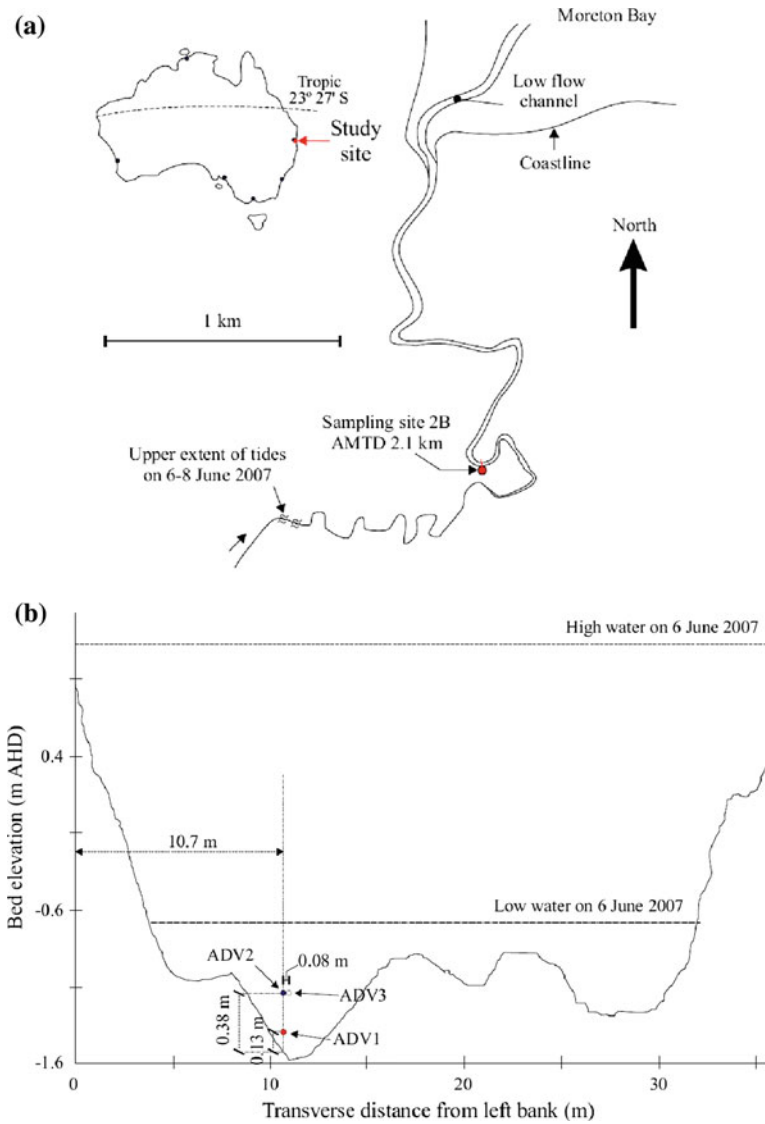 (a)
Moreton Bay
Tropic
23° 27' S
Low flow
channel
Study
site
Coastline
North
1 km
Sampling site 2B
AMTD 2.1 km
Upper extent of tides
on 6-8 June 2007
(b)
High water on 6 June 2007
0.4
10.7 m
Bed elevation (m AHD)
-0.6
Low water on 6 June 2007
ADV2
0.08 m
ADV3
0.38 m
0.13 m
ADV1
-1.6
0
10
20
30
Transverse distance from left bank (m)